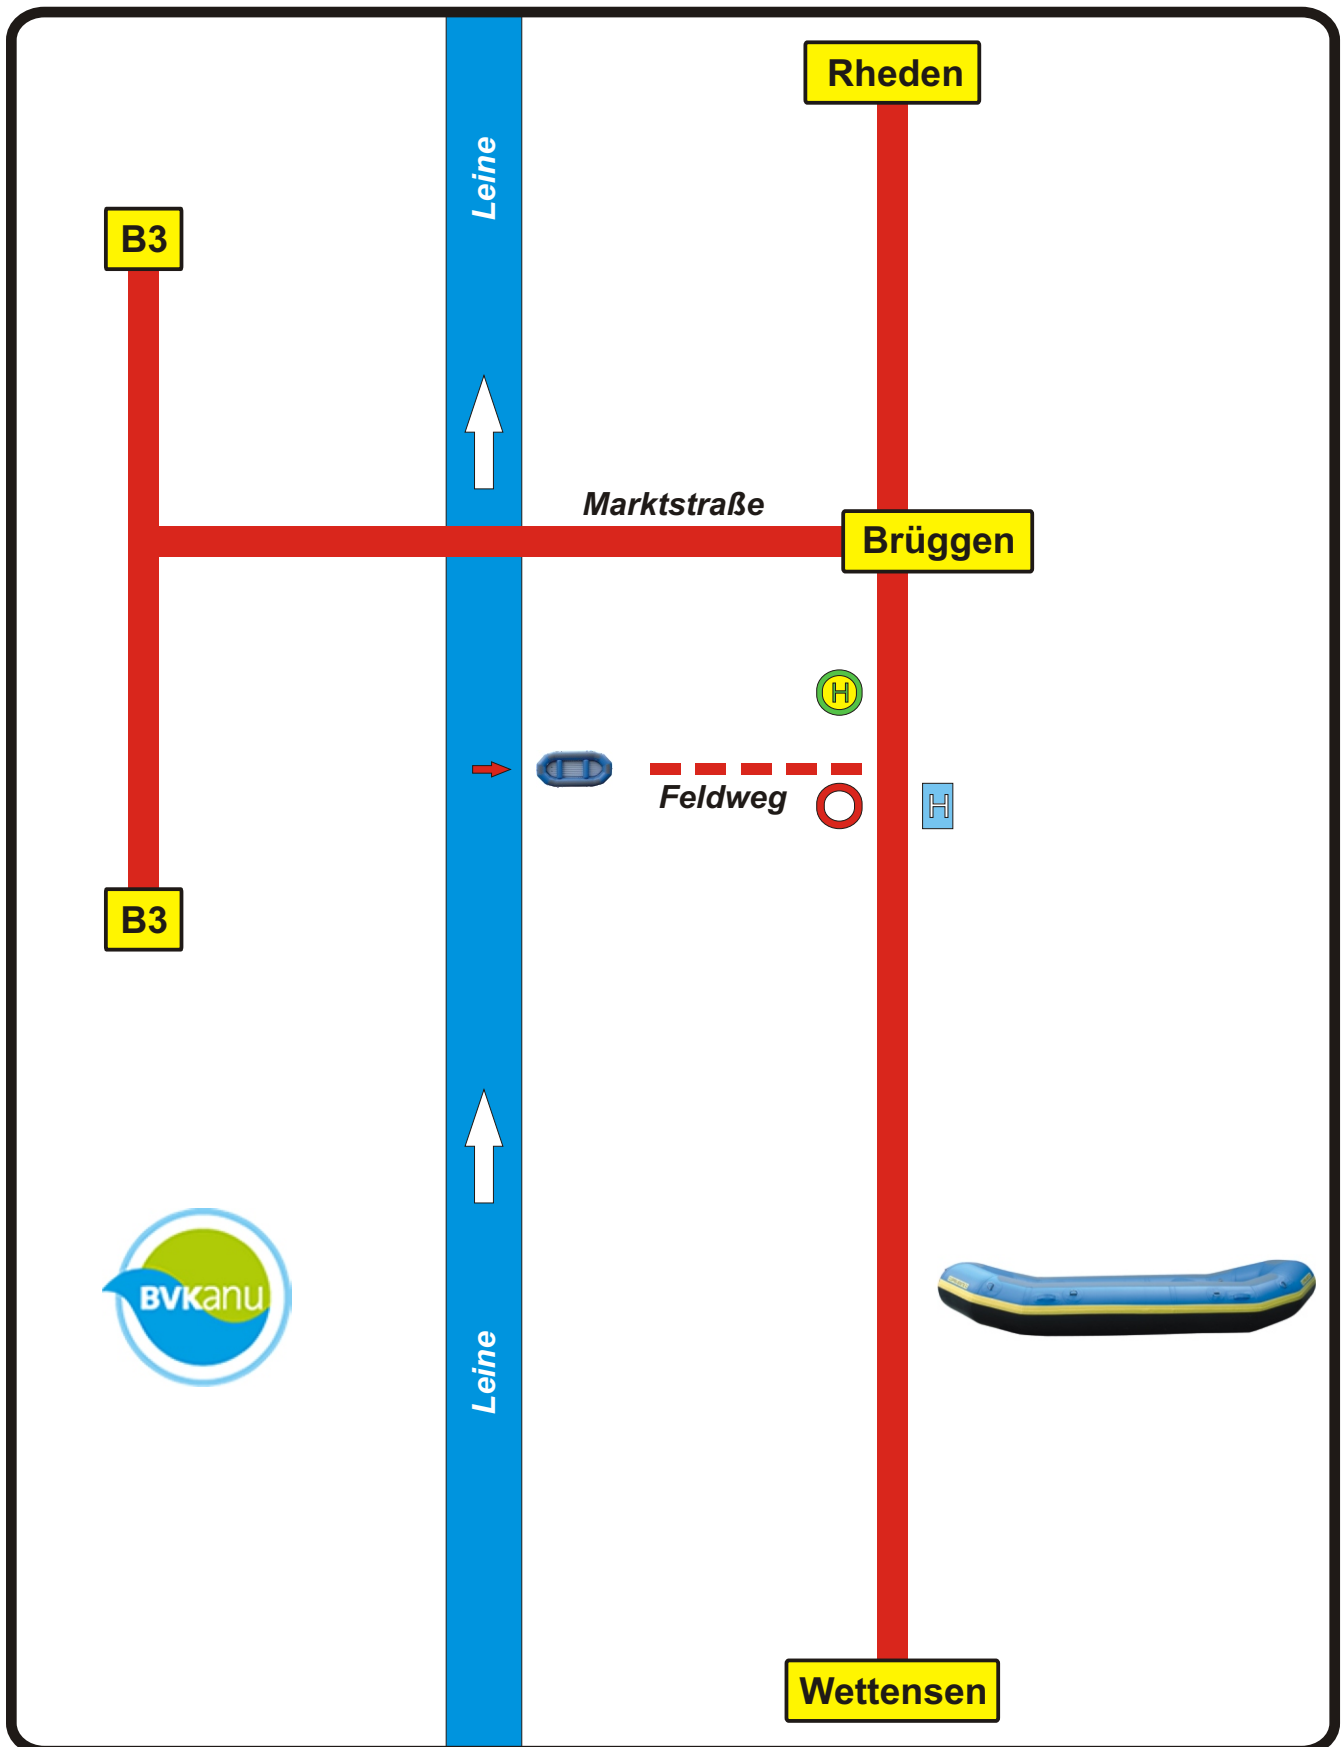 Rheden
Leine
B3
Marktstraße
Brüggen
H
Feldweg
H
B3
BVKanu
Leine
Wettensen